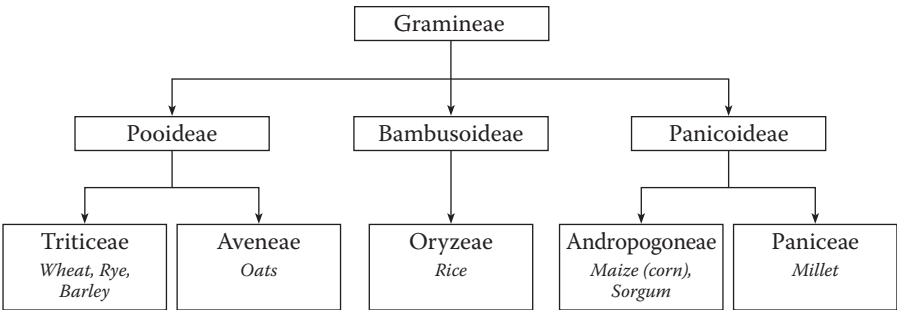 Gramineae
Pooideae
Bambusoideae
Panicoideae
Triticeae
Wheat, Rye,
Barley
Aveneae
Oats
Oryzeae
Rice
Andropogoneae
Maize (corn),
Sorgum
Paniceae
Millet